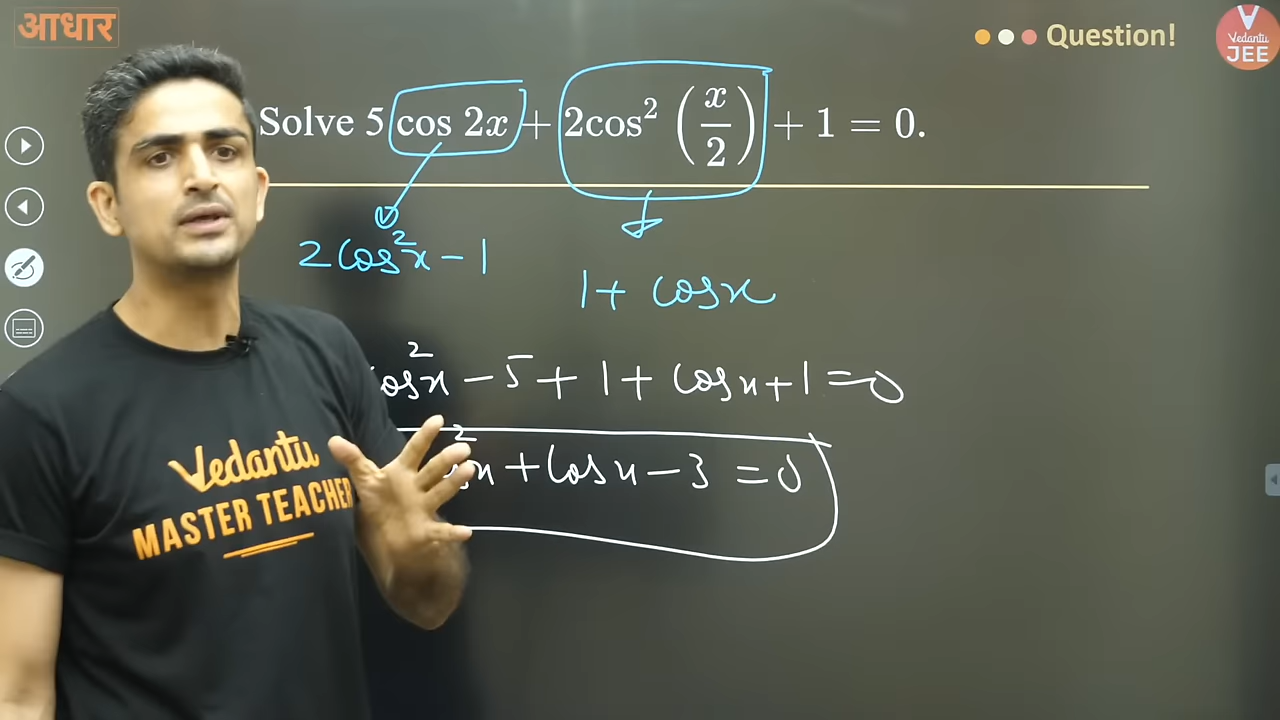 आधार
Question!
Vedantu
JEE
Solve 5 cos 2x + 2cos² (x/2) + 1 = 0.
2cos²x - 1
1 + cosx
cos²x - 5 + 1 + cosx + 1 = 0
x + cosx - 3 = 0
Vedantu
MASTER TEACHER